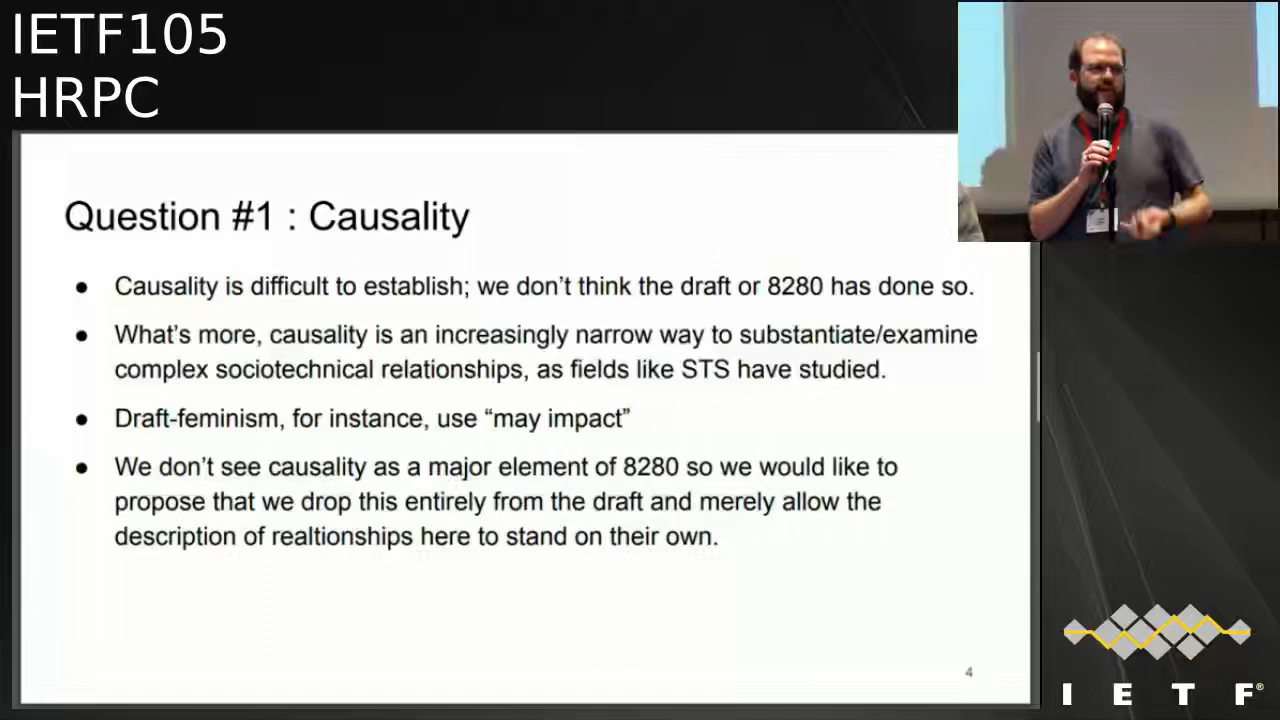 IETF105
HRPC
Question #1 : Causality
● Causality is difficult to establish; we don’t think the draft or 8280 has done so.
● What’s more, causality is an increasingly narrow way to substantiate/examine
complex sociotechnical relationships, as fields like STS have studied.
● Draft-feminism, for instance, use “may impact”
● We don’t see causality as a major element of 8280 so we would like to
propose that we drop this entirely from the draft and merely allow the
description of realtionships here to stand on their own.
4
I E T F®